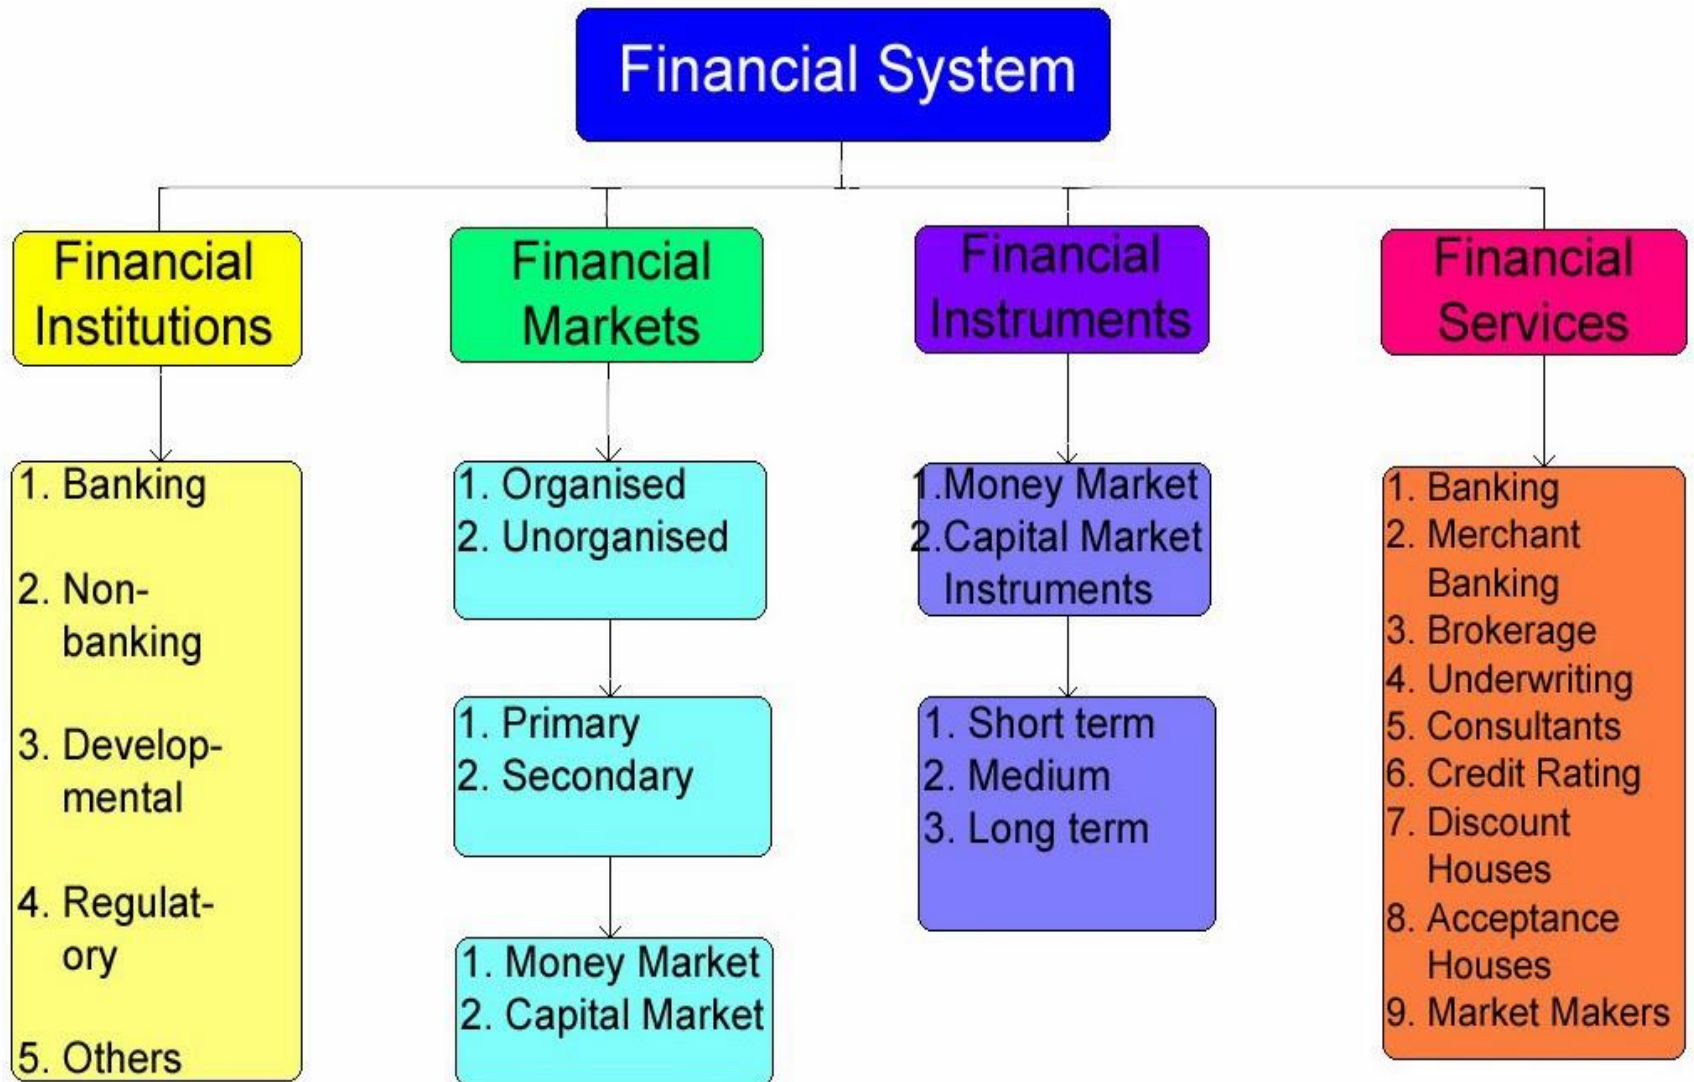 Financial System
Financial
Institutions
1. Banking
2. Non-
banking
3. Develop-
mental
4. Regulat-
ory
5. Others
Financial
Markets
1. Organised
2. Unorganised
1. Primary
2. Secondary
1. Money Market
2. Capital Market
Financial
Instruments
1.Money Market
2.Capital Market
Instruments
1. Short term
2. Medium
3. Long term
Financial
Services
1. Banking
2. Merchant
Banking
3. Brokerage
4. Underwriting
5. Consultants
6. Credit Rating
7. Discount
Houses
8. Acceptance
Houses
9. Market Makers